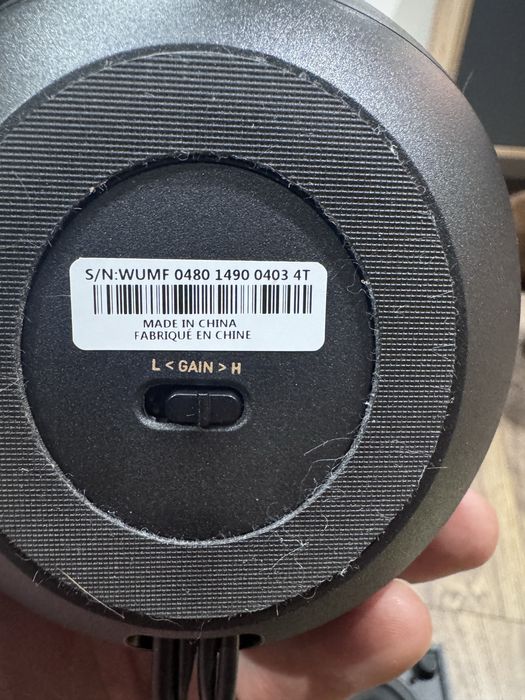 S/N:WUMF 0480 1490 0403 4T
MADE IN CHINA
FABRIQUÉ EN CHINE
L < GAIN > H